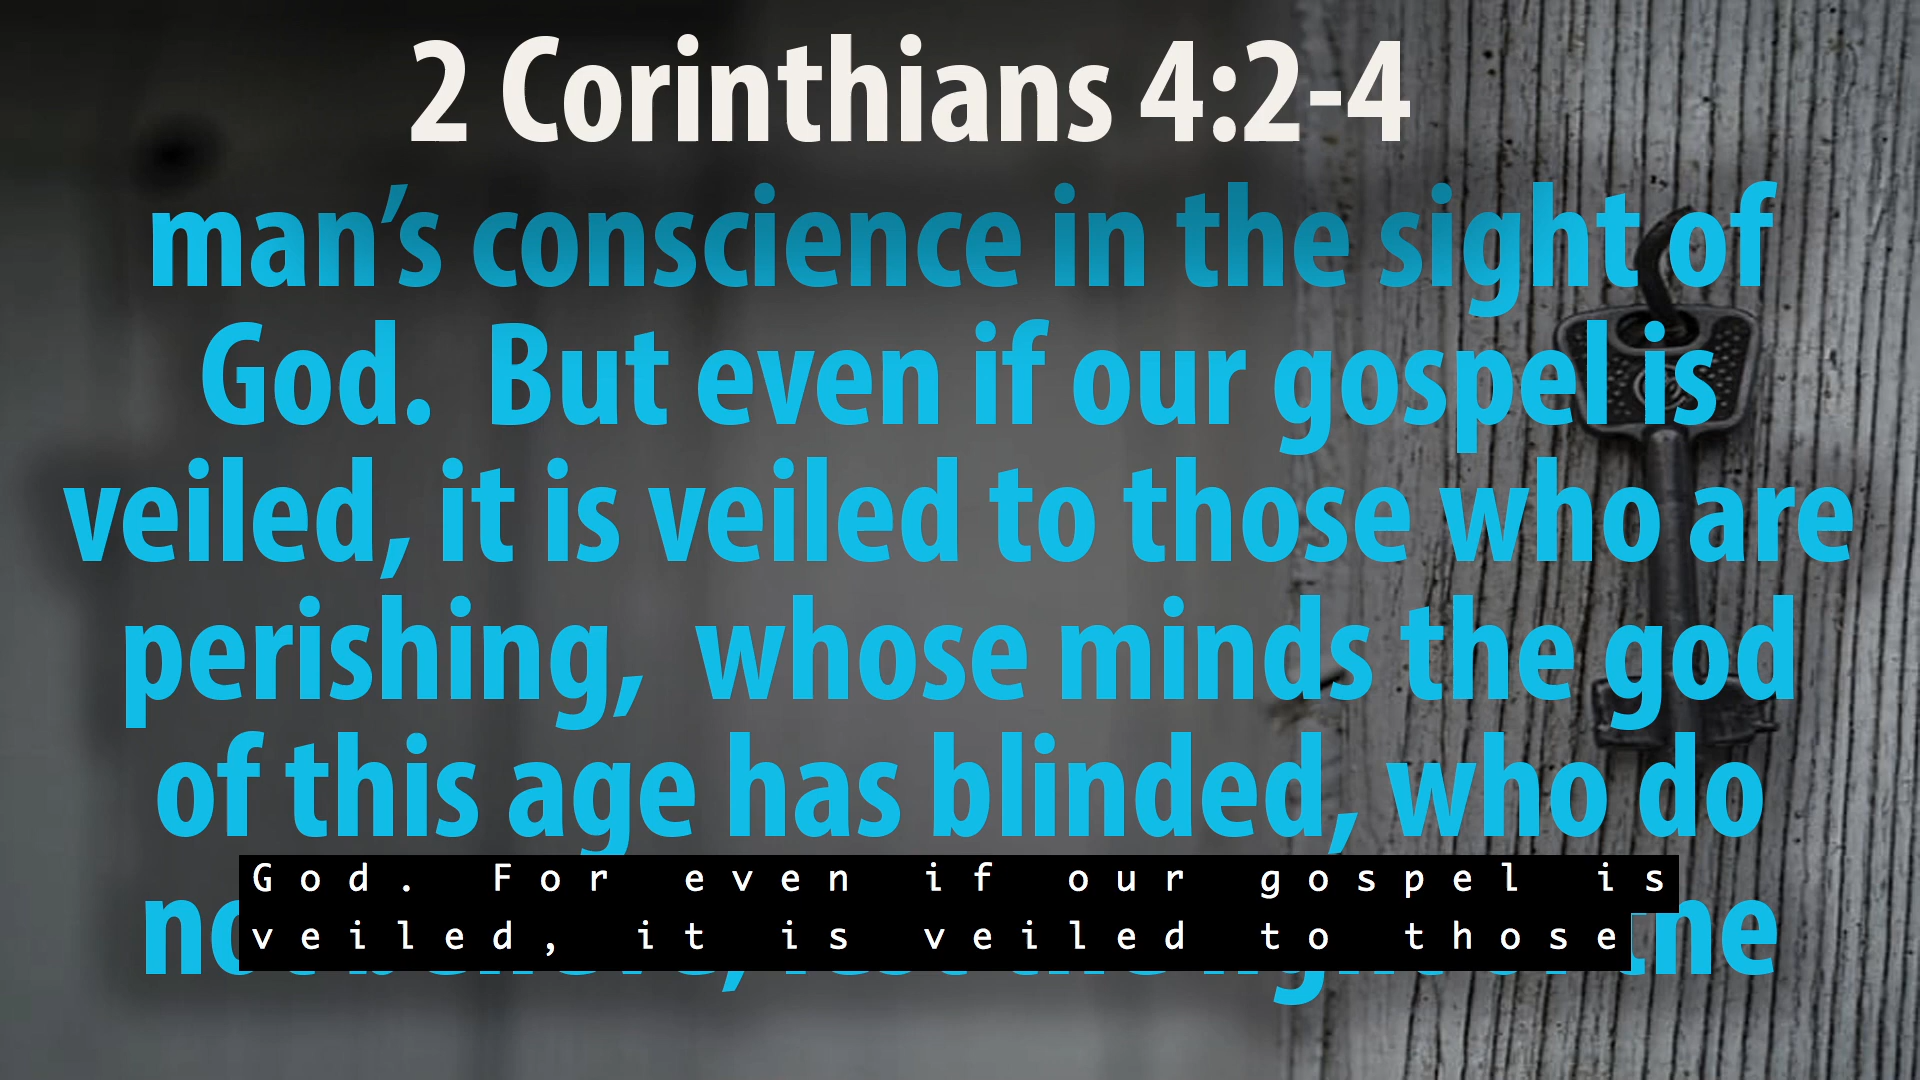 2 Corinthians 4:2-4
man’s conscience in the sight of
God.  But even if our gospel is
veiled, it is veiled to those who are
perishing,  whose minds the god
of this age has blinded, who do
God. For even if our gospel is
veiled, it is veiled to those